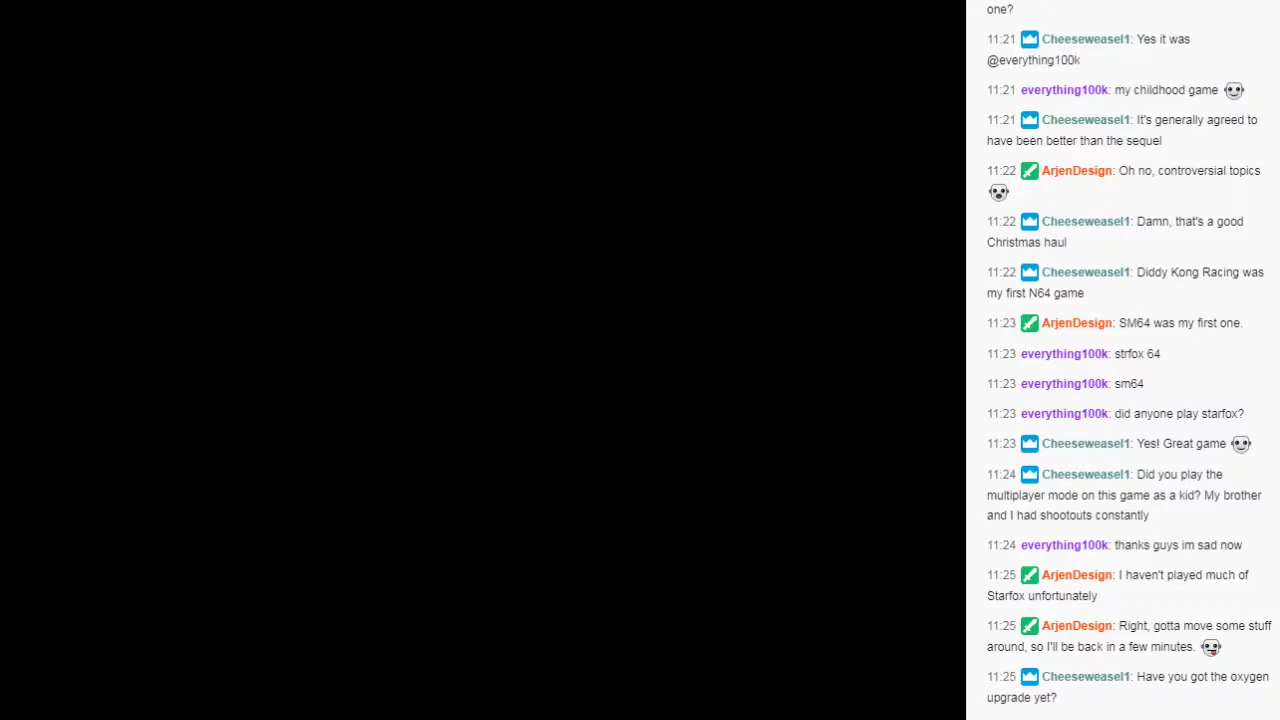 one?
11:21 Cheeseweasel1: Yes it was
@everything100k
11:21 everything100k: my childhood game
11:21 Cheeseweasel1: It's generally agreed to
have been better than the sequel
11:22 ArjenDesign: Oh no, controversial topics
11:22 Cheeseweasel1: Damn, that's a good
Christmas haul
11:22 Cheeseweasel1: Diddy Kong Racing was
my first N64 game
11:23 ArjenDesign: SM64 was my first one.
11:23 everything100k: strfox 64
11:23 everything100k: sm64
11:23 everything100k: did anyone play starfox?
11:23 Cheeseweasel1: Yes! Great game
11:24 Cheeseweasel1: Did you play the
multiplayer mode on this game as a kid? My brother
and I had shootouts constantly
11:24 everything100k: thanks guys im sad now
11:25 ArjenDesign: I haven't played much of
Starfox unfortunately
11:25 ArjenDesign: Right, gotta move some stuff
around, so I'll be back in a few minutes.
11:25 Cheeseweasel1: Have you got the oxygen
upgrade yet?